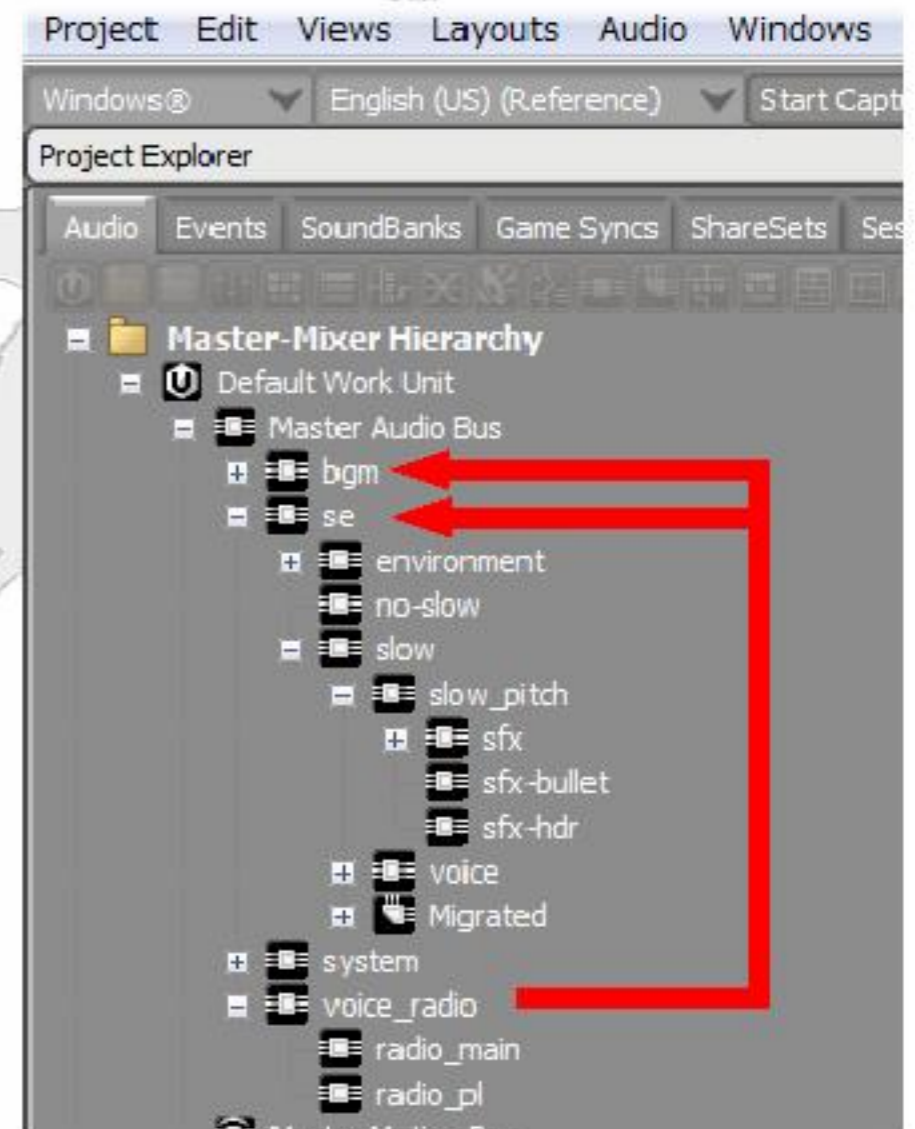 Project Edit Views Layouts Audio Windows
Windows® English (US) (Reference) Start Capt
Project Explorer
Audio Events SoundBanks Game Syncs ShareSets Ses
Master-Mixer Hierarchy
Default Work Unit
Master Audio Bus
bgm
se
environment
no-slow
slow
slow_pitch
sfx
sfx-bullet
sfx-hdr
voice
Migrated
system
voice_radio
radio_main
radio_pl